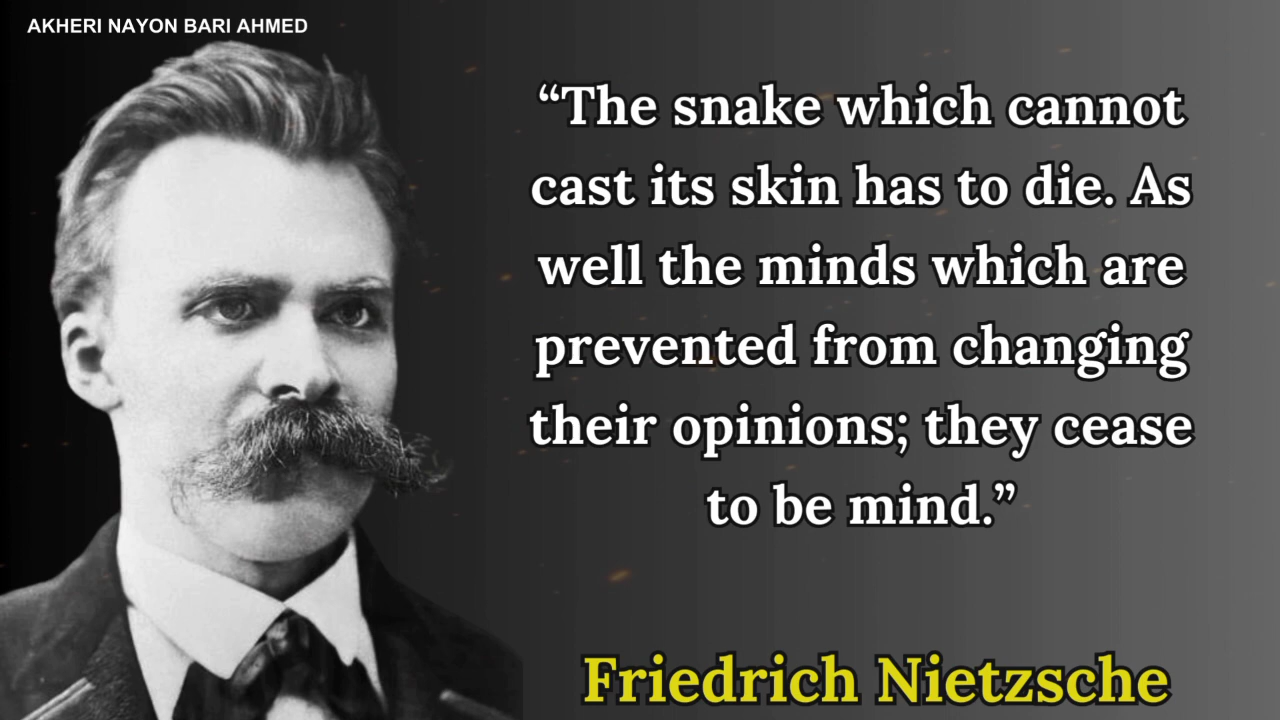 AKHERI NAYON BARI AHMED
“The snake which cannot
cast its skin has to die. As
well the minds which are
prevented from changing
their opinions; they cease
to be mind.”
Friedrich Nietzsche